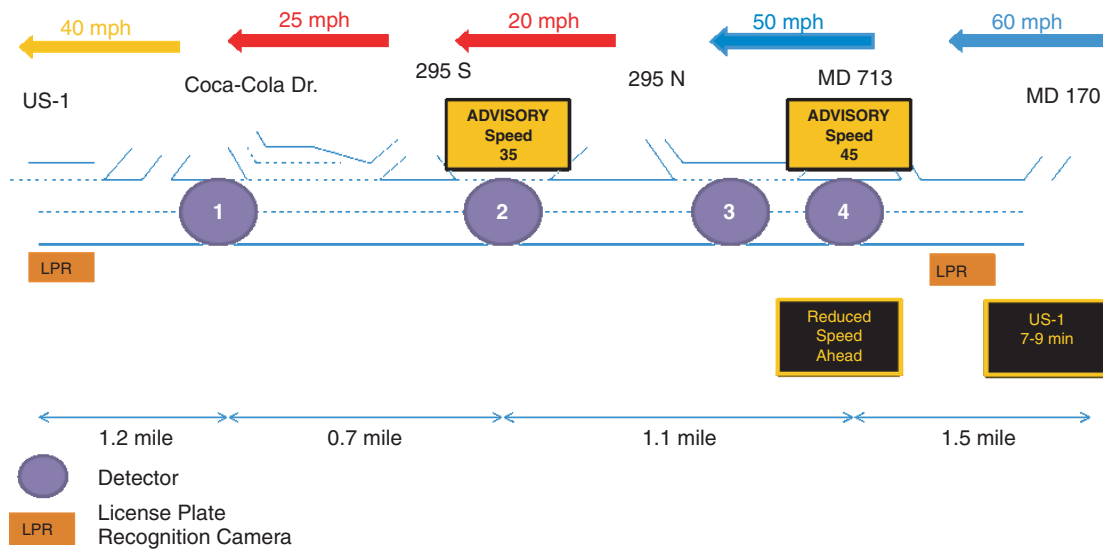 40 mph
25 mph
20 mph
50 mph
60 mph
US-1
Coca-Cola Dr.
295 S
295 N
MD 713
MD 170
ADVISORY
Speed
35
ADVISORY
Speed
45
1
2
3
4
LPR
LPR
Reduced
Speed
Ahead
US-1
7-9 min
1.2 mile
0.7 mile
1.1 mile
1.5 mile
Detector
LPR
License Plate
Recognition Camera